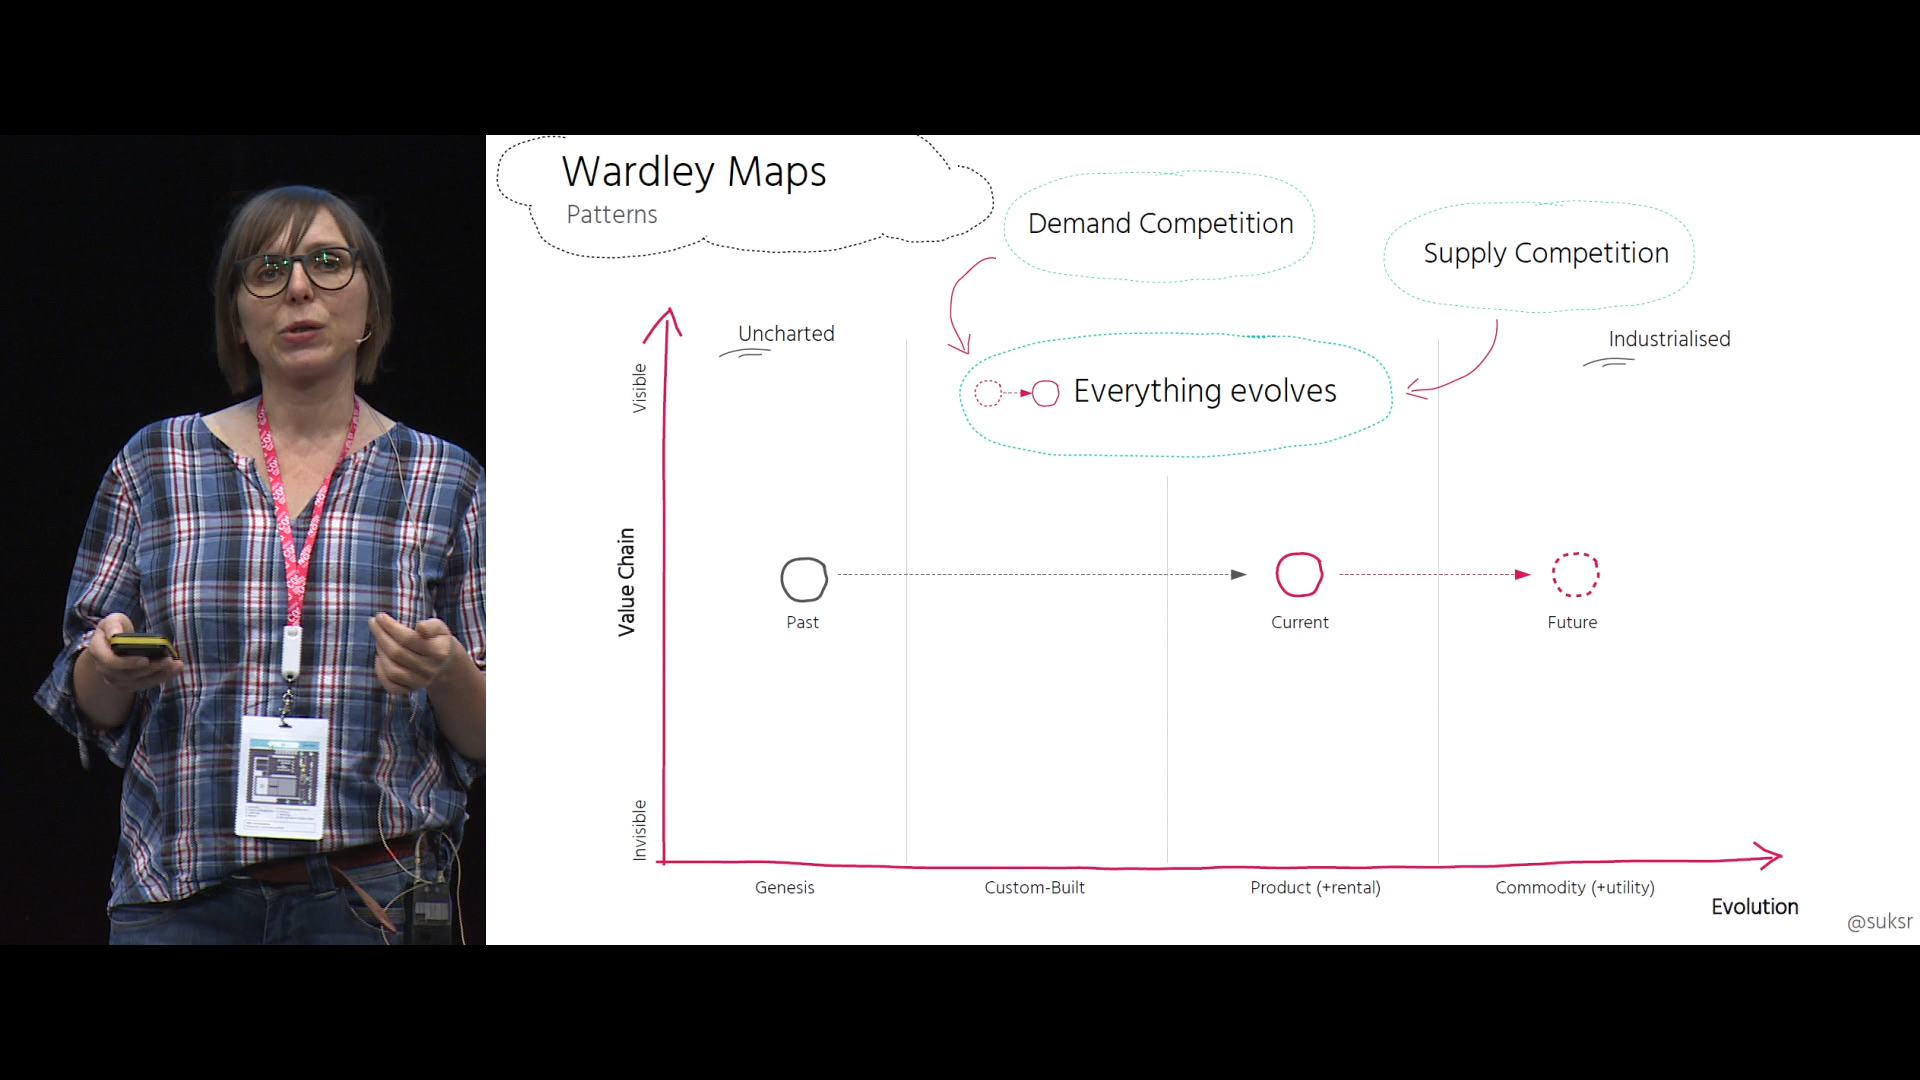 Wardley Maps
Patterns
Demand Competition
Supply Competition
Uncharted
Industrialised
Everything evolves
Visible
Value Chain
Invisible
Past
Current
Future
Genesis
Custom-Built
Product (+rental)
Commodity (+utility)
Evolution
@suksr